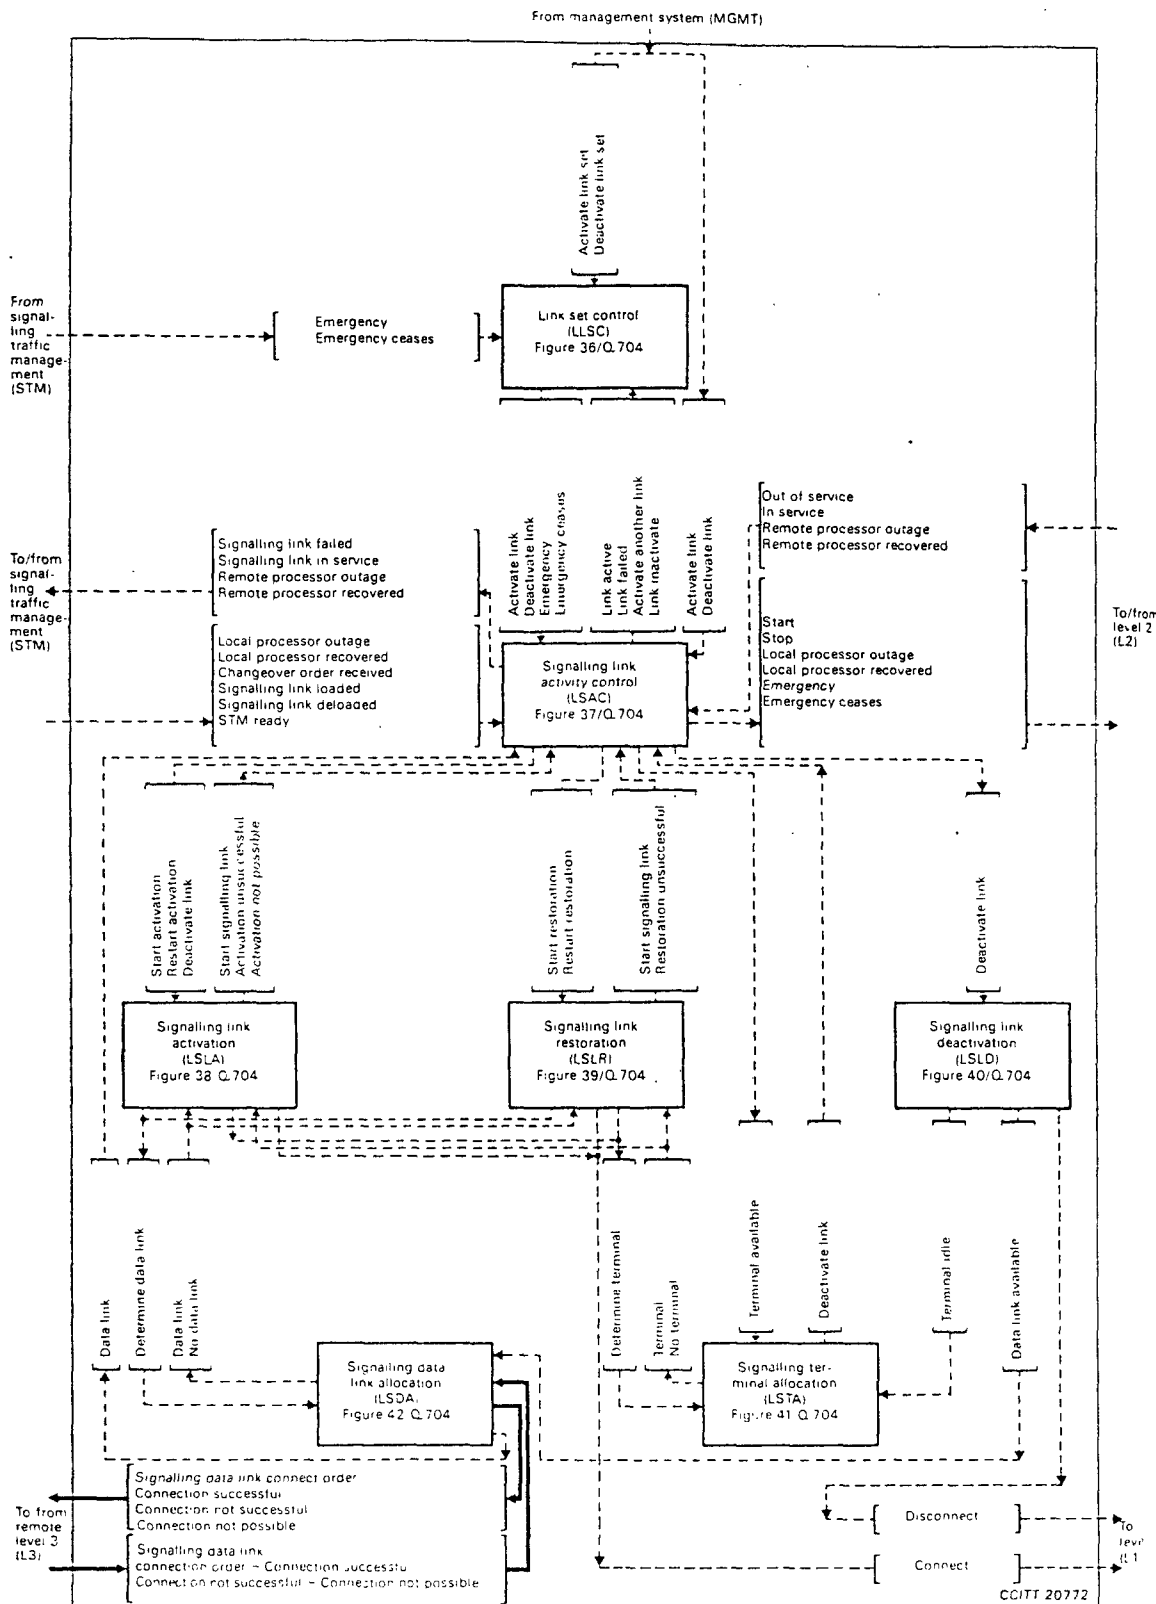 From management system (MGMT)
Activate link set
Deactivate link set
From
signal-
ling
traffic
manage-
ment
(STM)
Emergency
Emergency ceases
Link set control
(LLSC)
Figure 36/Q.704
To/from
signal-
ling
traffic
manage-
ment
(STM)
Signalling link failed
Signalling link in service
Remote processor outage
Remote processor recovered
Local processor outage
Local processor recovered
Changeover order received
Signalling link loaded
Signalling link deloaded
STM ready
Activate link
Deactivate link
Emergency
Emergency ceases
Link active
Link failed
Activate another link
Link inactivate
Activate link
Deactivate link
Out of service
In service
Remote processor outage
Remote processor recovered
Start
Stop
Local processor outage
Local processor recovered
Emergency
Emergency ceases
To/from
level 2
(L2)
Signalling link
activity control
(LSAC)
Figure 37/Q.704
Start activation
Restart activation
Deactivate link
Start signalling link
Activation unsuccessful
Activation not possible
Start restoration
Restart restoration
Start signalling link
Restoration unsuccessful
Deactivate link
Signalling link
activation
(LSLA)
Figure 38 Q.704
Signalling link
restoration
(LSLR)
Figure 39/Q.704
Signalling link
deactivation
(LSLD)
Figure 40/Q.704
Data link
Determine data link
Data link
No data link
Determine terminal
Terminal
No terminal
Terminal available
Deactivate link
Terminal idle
Data link available
Signalling data
link allocation
(LSDA)
Figure 42 Q.704
Signalling ter-
minal allocation
(LSTA)
Figure 41 Q.704
To from
remote
level 3
(L3)
Signalling data link connect order
Connection successful
Connection not successful
Connection not possible
Signalling data link
connection order – Connection successful
Connection not successful – Connection not possible
Disconnect
Connect
To
level
(L1
CCITT 20772